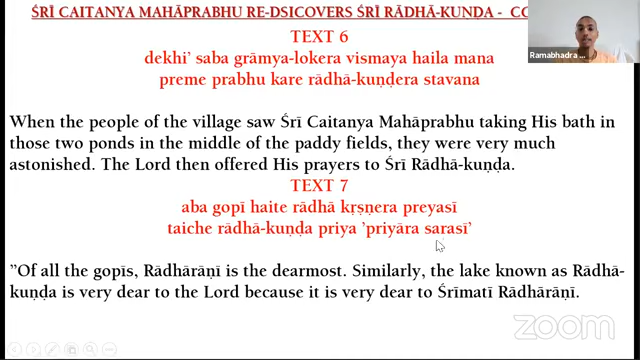 ŚRĪ CAITANYA MAHĀPRABHU RE-DSICOVERS ŚRĪ RĀDHĀ-KUNDA -
TEXT 6
dekhi' saba grāmya-lokera vismaya haila mana
preme prabhu kare rādhā-kuṇḍera stavana
When the people of the village saw Śrī Caitanya Mahāprabhu taking His bath in
those two ponds in the middle of the paddy fields, they were very much
astonished. The Lord then offered His prayers to Śrī Rādhā-kuṇḍa.
TEXT 7
aba gopī haite rādhā kṛṣṇera preyasī
taiche rādhā-kuṇḍa priya 'priyāra sarasī'
"Of all the gopīs, Rādhārāṇī is the dearmost. Similarly, the lake known as Rādhā-
kuṇḍa is very dear to the Lord because it is very dear to Śrīmatī Rādhārāṇī.
Ramabhadra
zoom